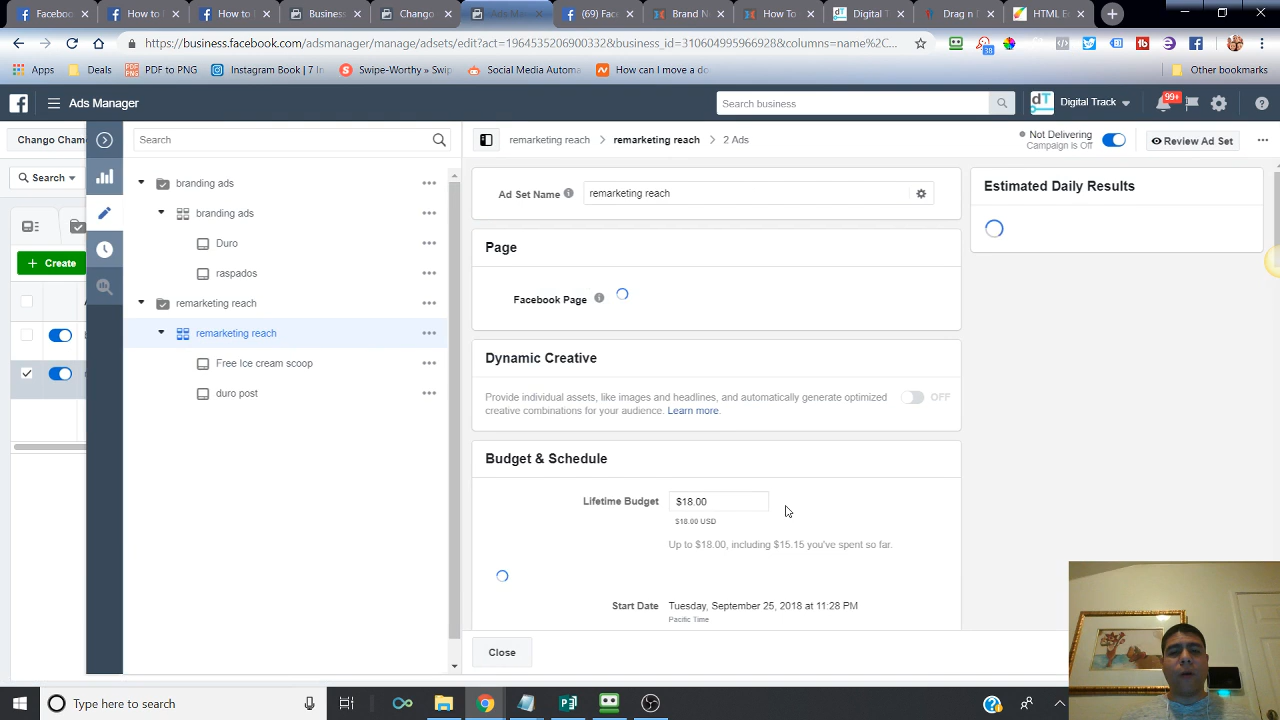 Faceboo
How to I
How to I
Business
Chango
Ads Man
(69) Fac
Brand N
How To
Digital T
Drag n
HTML E
https://business.facebook.com/adsmanager/manage/adsets/edit?act=1964535206900332&business_id=310604995966928&columns=name%2C...
38
Apps
Deals
PDF to PNG
Instagram Book | 7 In
Swipe-Worthy » Swip
Social Media Automa
How can I move a do
Other bookmarks
Ads Manager
Search business
dT
Digital Track
99+
Chango Cham
Search
remarketing reach > remarketing reach > 2 Ads
Not Delivering
Campaign is Off
Review Ad Set
Search
branding ads
branding ads
Duro
raspados
remarketing reach
remarketing reach
Free Ice cream scoop
duro post
+ Create
Ad Set Name
remarketing reach
Estimated Daily Results
Page
Facebook Page
Dynamic Creative
Provide individual assets, like images and headlines, and automatically generate optimized
creative combinations for your audience. Learn more.
OFF
Budget & Schedule
Lifetime Budget
$18.00
$18.00 USD
Up to $18.00, including $15.15 you've spent so far.
Start Date
Tuesday, September 25, 2018 at 11:28 PM
Pacific Time
Close
Type here to search